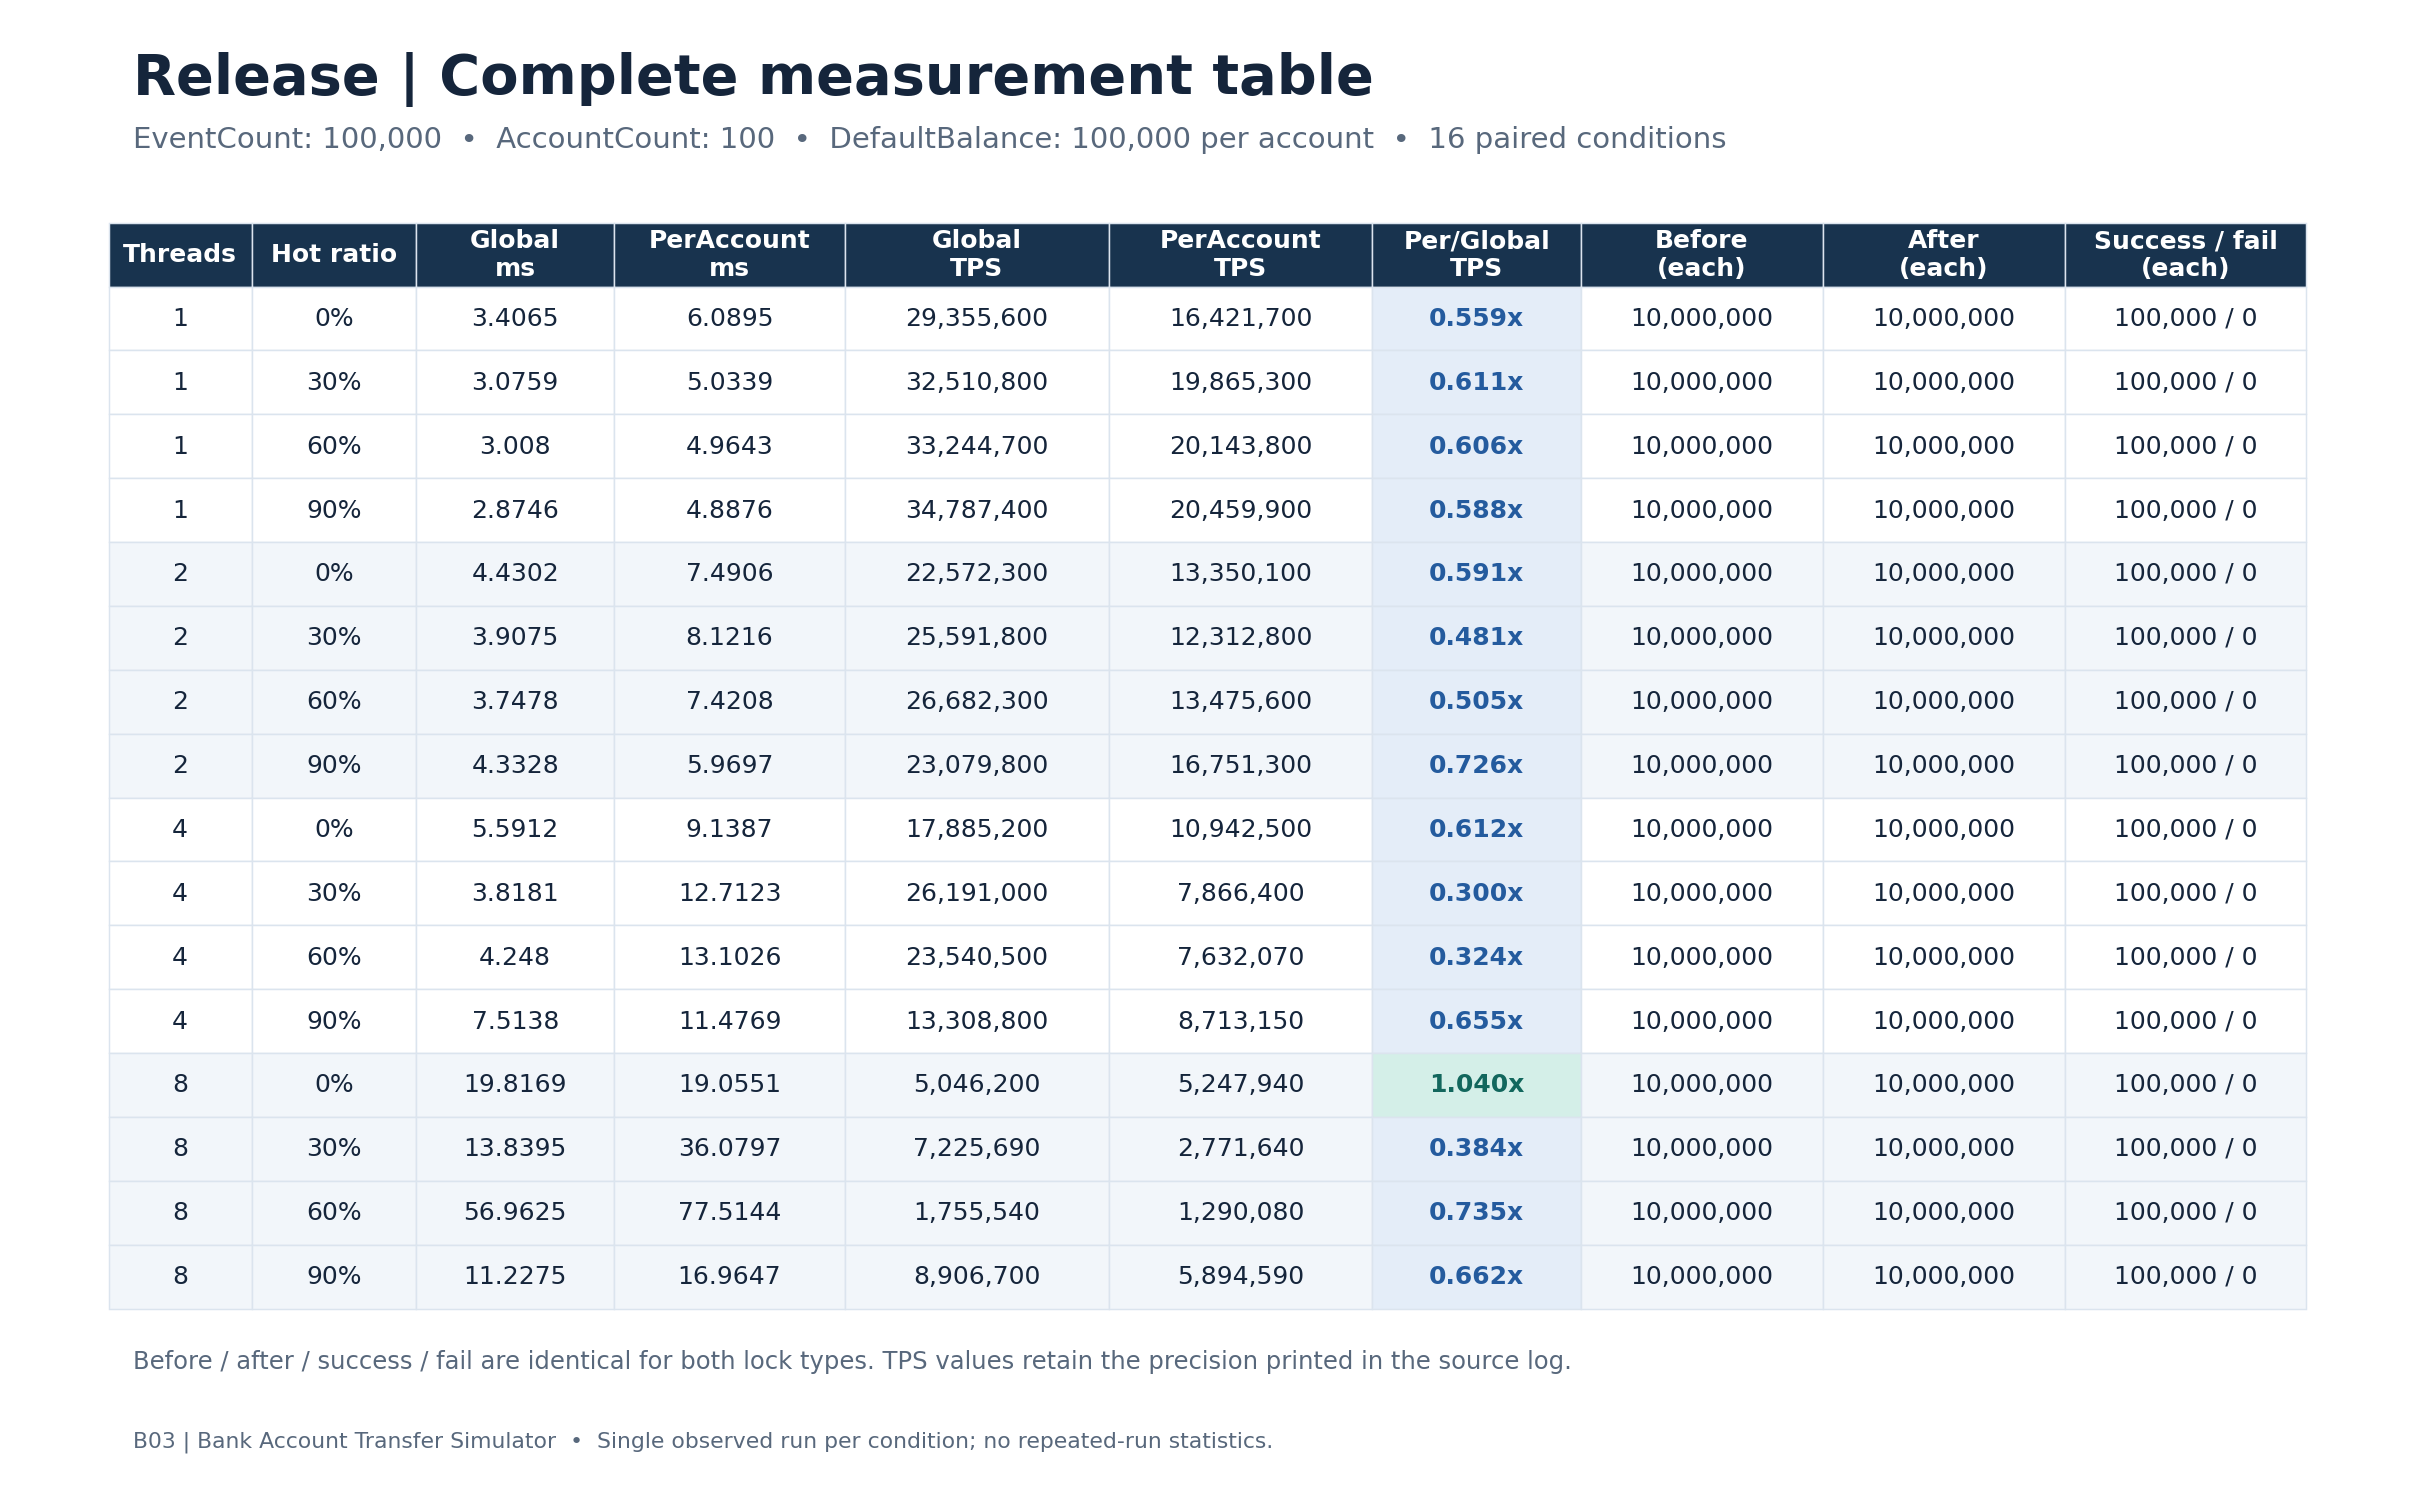 Release | Complete measurement table
EventCount: 100,000 • AccountCount: 100 • DefaultBalance: 100,000 per account • 16 paired conditions
Threads Hot ratio Global ms PerAccount ms Global TPS PerAccount TPS Per/Global TPS Before (each) After (each) Success / fail (each)
1 0% 3.4065 6.0895 29,355,600 16,421,700 0.559x 10,000,000 10,000,000 100,000 / 0
1 30% 3.0759 5.0339 32,510,800 19,865,300 0.611x 10,000,000 10,000,000 100,000 / 0
1 60% 3.008 4.9643 33,244,700 20,143,800 0.606x 10,000,000 10,000,000 100,000 / 0
1 90% 2.8746 4.8876 34,787,400 20,459,900 0.588x 10,000,000 10,000,000 100,000 / 0
2 0% 4.4302 7.4906 22,572,300 13,350,100 0.591x 10,000,000 10,000,000 100,000 / 0
2 30% 3.9075 8.1216 25,591,800 12,312,800 0.481x 10,000,000 10,000,000 100,000 / 0
2 60% 3.7478 7.4208 26,682,300 13,475,600 0.505x 10,000,000 10,000,000 100,000 / 0
2 90% 4.3328 5.9697 23,079,800 16,751,300 0.726x 10,000,000 10,000,000 100,000 / 0
4 0% 5.5912 9.1387 17,885,200 10,942,500 0.612x 10,000,000 10,000,000 100,000 / 0
4 30% 3.8181 12.7123 26,191,000 7,866,400 0.300x 10,000,000 10,000,000 100,000 / 0
4 60% 4.248 13.1026 23,540,500 7,632,070 0.324x 10,000,000 10,000,000 100,000 / 0
4 90% 7.5138 11.4769 13,308,800 8,713,150 0.655x 10,000,000 10,000,000 100,000 / 0
8 0% 19.8169 19.0551 5,046,200 5,247,940 1.040x 10,000,000 10,000,000 100,000 / 0
8 30% 13.8395 36.0797 7,225,690 2,771,640 0.384x 10,000,000 10,000,000 100,000 / 0
8 60% 56.9625 77.5144 1,755,540 1,290,080 0.735x 10,000,000 10,000,000 100,000 / 0
8 90% 11.2275 16.9647 8,906,700 5,894,590 0.662x 10,000,000 10,000,000 100,000 / 0
Before / after / success / fail are identical for both lock types. TPS values retain the precision printed in the source log.
B03 | Bank Account Transfer Simulator • Single observed run per condition; no repeated-run statistics.